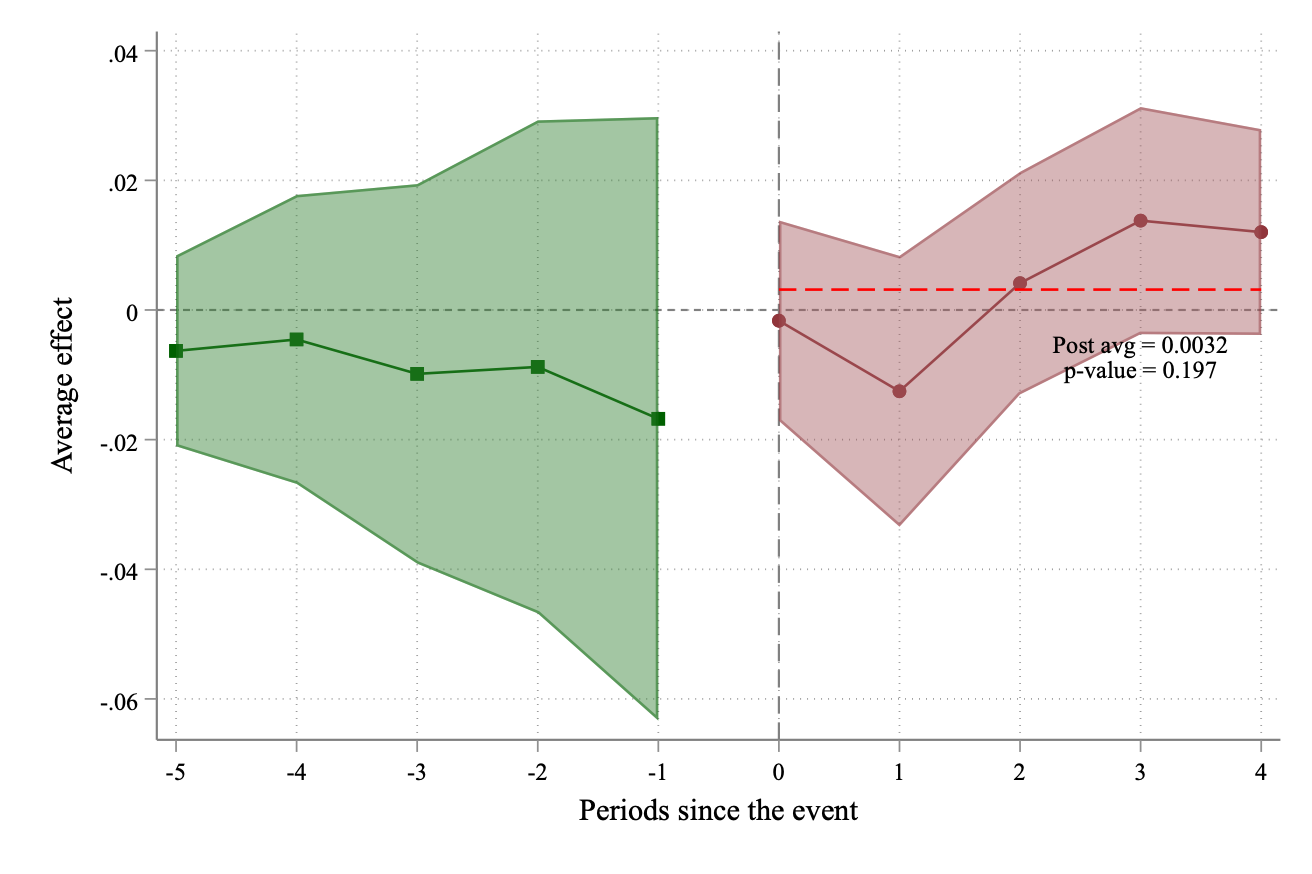 .04
.02
0
-.02
-.04
-.06
Average effect
Post avg = 0.0032
p-value = 0.197
-5 -4 -3 -2 -1 0 1 2 3 4
Periods since the event